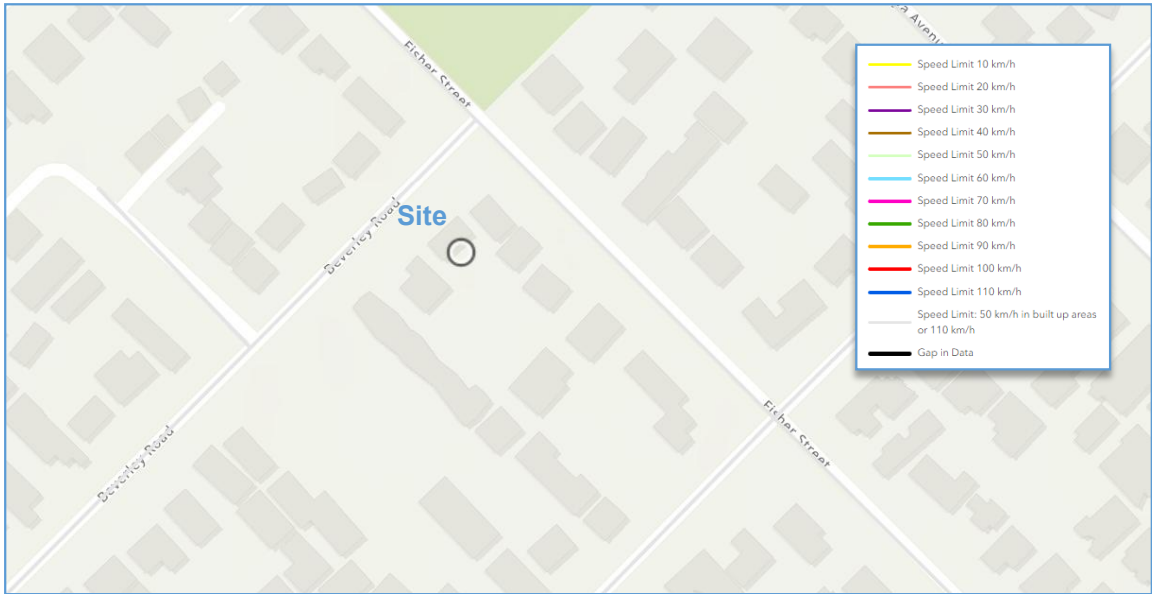 Fisher Street
Speed Limit 10 km/h
Speed Limit 20 km/h
Speed Limit 30 km/h
Speed Limit 40 km/h
Speed Limit 50 km/h
Speed Limit 60 km/h
Speed Limit 70 km/h
Speed Limit 80 km/h
Speed Limit 90 km/h
Speed Limit 100 km/h
Speed Limit 110 km/h
Speed Limit: 50 km/h in built up areas
or 110 km/h
Gap in Data
Site
Beverley Road
Fisher Street
Beverley Road